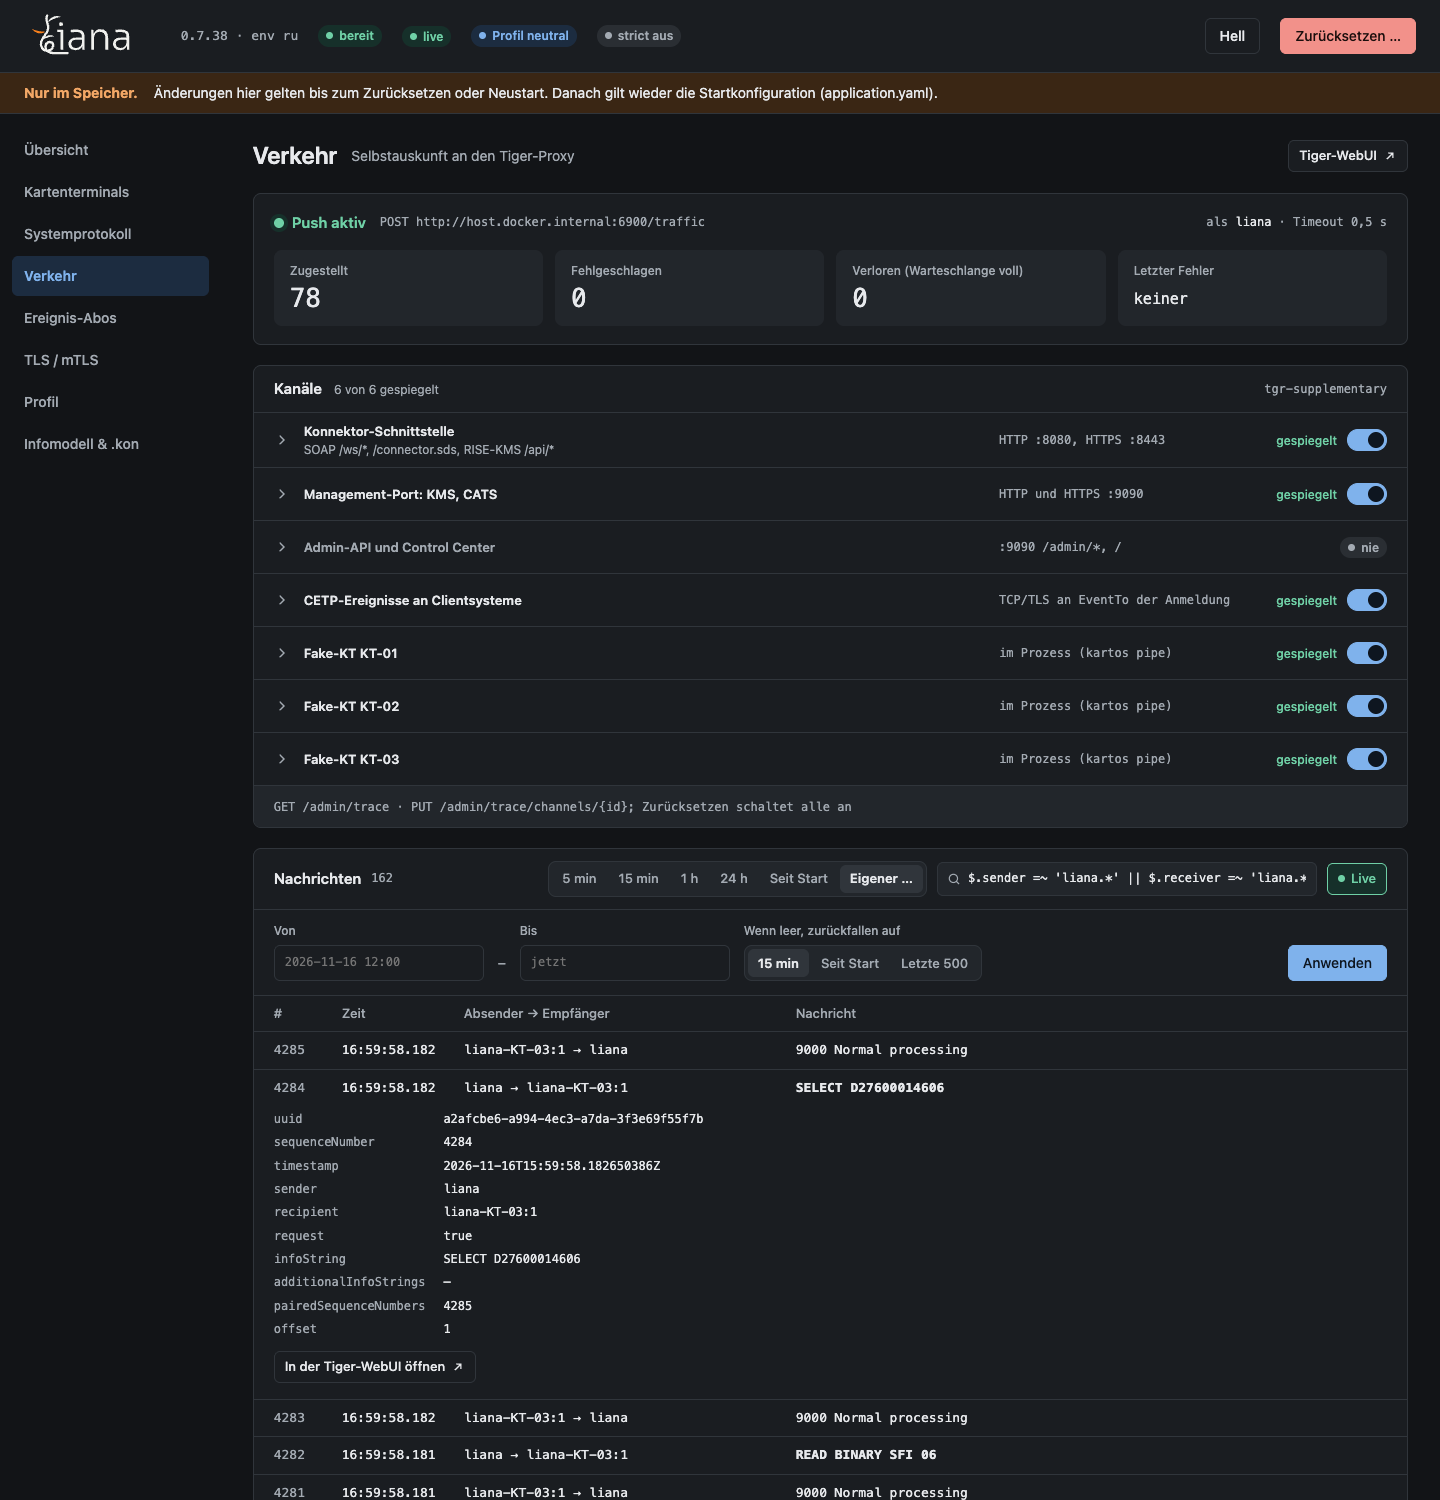 liana
0.7.38 · env ru
bereit
live
Profil neutral
strict aus
Hell
Zurücksetzen ...
Nur im Speicher. Änderungen hier gelten bis zum Zurücksetzen oder Neustart. Danach gilt wieder die Startkonfiguration (application.yaml).
Übersicht
Kartenterminals
Systemprotokoll
Verkehr
Ereignis-Abos
TLS / mTLS
Profil
Infomodell & .kon
Verkehr Selbstauskunft an den Tiger-Proxy
Tiger-WebUI ↗
Push aktiv POST http://host.docker.internal:6900/traffic
als liana · Timeout 0,5 s
Zugestellt
78
Fehlgeschlagen
0
Verloren (Warteschlange voll)
0
Letzter Fehler
keiner
Kanäle 6 von 6 gespiegelt
tgr-supplementary
Konnektor-Schnittstelle
SOAP /ws/*, /connector.sds, RISE-KMS /api/*
HTTP :8080, HTTPS :8443
gespiegelt
Management-Port: KMS, CATS
HTTP und HTTPS :9090
gespiegelt
Admin-API und Control Center
:9090 /admin/*, /
nie
CETP-Ereignisse an Clientsysteme
TCP/TLS an EventTo der Anmeldung
gespiegelt
Fake-KT KT-01
im Prozess (kartos pipe)
gespiegelt
Fake-KT KT-02
im Prozess (kartos pipe)
gespiegelt
Fake-KT KT-03
im Prozess (kartos pipe)
gespiegelt
GET /admin/trace · PUT /admin/trace/channels/{id}; Zurücksetzen schaltet alle an
Nachrichten 162
5 min
15 min
1 h
24 h
Seit Start
Eigener ...
$.sender =~ 'liana.*' || $.receiver =~ 'liana.*
Live
Von
2026-11-16 12:00
–
Bis
jetzt
Wenn leer, zurückfallen auf
15 min
Seit Start
Letzte 500
Anwenden
# Zeit Absender → Empfänger Nachricht
4285 16:59:58.182 liana-KT-03:1 → liana 9000 Normal processing
4284 16:59:58.182 liana → liana-KT-03:1 SELECT D27600014606
uuid a2afcbe6-a994-4ec3-a7da-3f3e69f55f7b
sequenceNumber 4284
timestamp 2026-11-16T15:59:58.182650386Z
sender liana
recipient liana-KT-03:1
request true
infoString SELECT D27600014606
additionalInfoStrings –
pairedSequenceNumbers 4285
offset 1
In der Tiger-WebUI öffnen ↗
4283 16:59:58.182 liana-KT-03:1 → liana 9000 Normal processing
4282 16:59:58.181 liana → liana-KT-03:1 READ BINARY SFI 06
4281 16:59:58.181 liana-KT-03:1 → liana 9000 Normal processing